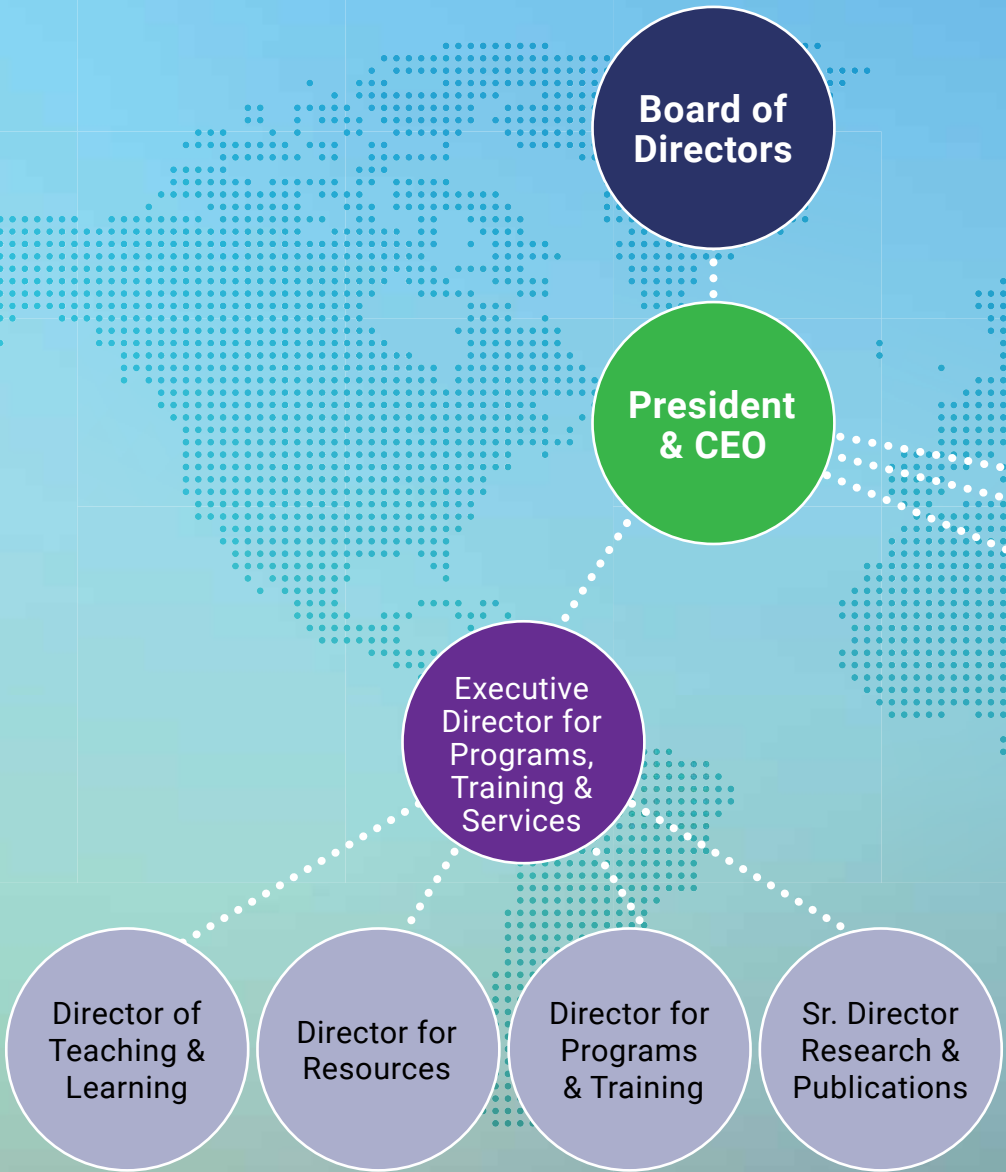 Board of
Directors
President
& CEO
Executive
Director for
Programs,
Training &
Services
Director of
Teaching &
Learning
Director for
Resources
Director for
Programs
& Training
Sr. Director
Research &
Publications